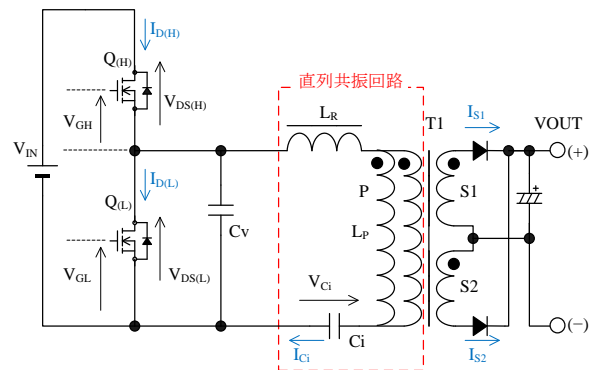 I_D(H)
Q_(H)
直列共振回路
V_GH
V_DS(H)
L_R
T1
I_S1
VOUT
(+)
V_IN
I_D(L)
P
S1
Q_(L)
L_P
Cv
V_GL
V_DS(L)
V_Ci
S2
I_Ci
Ci
I_S2
(−)
+